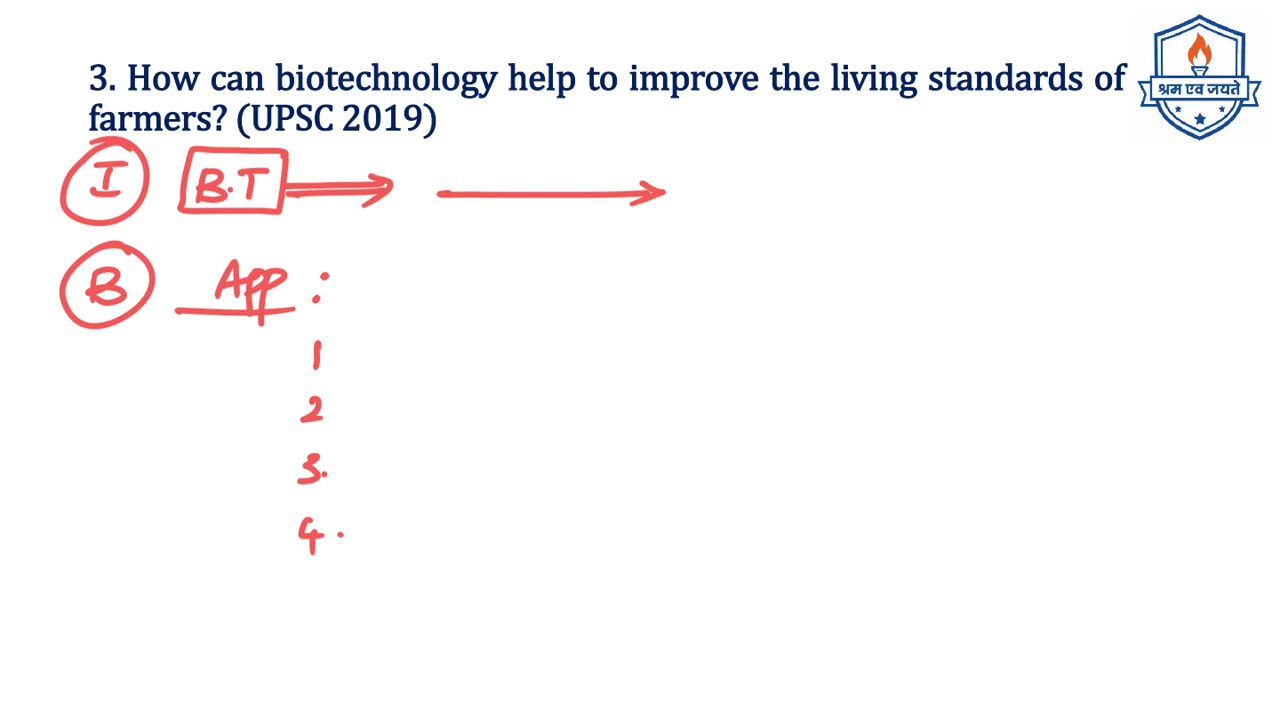 3. How can biotechnology help to improve the living standards of
farmers? (UPSC 2019)
श्रम एव जयते
I B.T
B App :
1
2
3.
4.